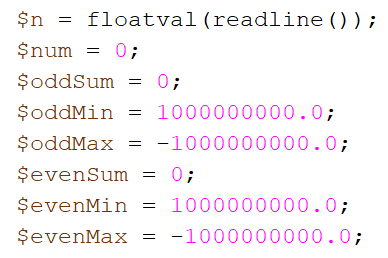 $n = floatval(readline());
$num = 0;
$oddSum = 0;
$oddMin = 1000000000.0;
$oddMax = -1000000000.0;
$evenSum = 0;
$evenMin = 1000000000.0;
$evenMax = -1000000000.0;